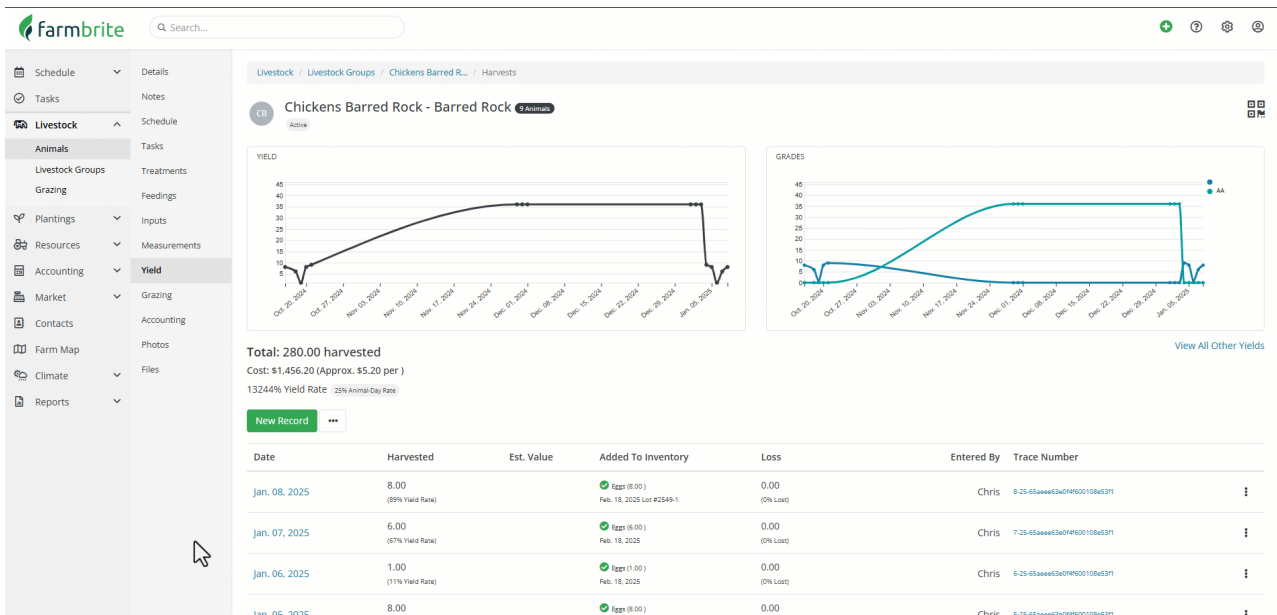 farmbrite
Search...
Schedule
Tasks
Livestock
Animals
Livestock Groups
Grazing
Plantings
Resources
Accounting
Market
Contacts
Farm Map
Climate
Reports
Details
Notes
Schedule
Tasks
Treatments
Feedings
Inputs
Measurements
Yield
Grazing
Accounting
Photos
Files
Livestock / Livestock Groups / Chickens Barred R... / Harvests
CB
Chickens Barred Rock - Barred Rock 9 Animals
Active
YIELD
45
40
35
30
25
20
15
10
5
Oct. 20, 2024 Oct. 27, 2024 Nov. 03, 2024 Nov. 10, 2024 Nov. 17, 2024 Nov. 24, 2024 Dec. 01, 2024 Dec. 08, 2024 Dec. 15, 2024 Dec. 22, 2024 Dec. 29, 2024 Jan. 05, 2025
GRADES
45
40
35
30
25
20
15
10
5
0
Oct. 20, 2024 Oct. 27, 2024 Nov. 03, 2024 Nov. 10, 2024 Nov. 17, 2024 Nov. 24, 2024 Dec. 01, 2024 Dec. 08, 2024 Dec. 15, 2024 Dec. 22, 2024 Dec. 29, 2024 Jan. 05, 2025
AA
Total: 280.00 harvested
View All Other Yields
Cost: $1,456.20 (Approx. $5.20 per )
13244% Yield Rate 25% Animal-Day Rate
New Record
Date Harvested Est. Value Added To Inventory Loss Entered By Trace Number
Jan. 08, 2025 8.00 Eggs (8.00 ) 0.00 Chris 8-25-65aeee63e0f4f600108e53f1
(89% Yield Rate) Feb. 18, 2025 Lot #2549-1 (0% Lost)
Jan. 07, 2025 6.00 Eggs (6.00 ) 0.00 Chris 7-25-65aeee63e0f4f600108e53f1
(67% Yield Rate) Feb. 18, 2025 (0% Lost)
Jan. 06, 2025 1.00 Eggs (1.00 ) 0.00 Chris 6-25-65aeee63e0f4f600108e53f1
(11% Yield Rate) Feb. 18, 2025 (0% Lost)
Jan. 05, 2025 8.00 Eggs (8.00 ) 0.00 Chris 5-25-65aeee63e0f4f600108e53f1